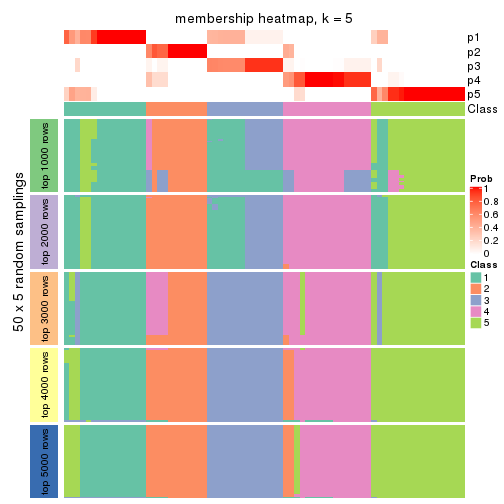 membership heatmap, k = 5
p1
p2
p3
p4
p5
Class
50 x 5 random samplings
top 1000 rows
top 2000 rows
top 3000 rows
top 4000 rows
top 5000 rows
Prob
1
0.8
0.6
0.4
0.2
0
Class
1
2
3
4
5